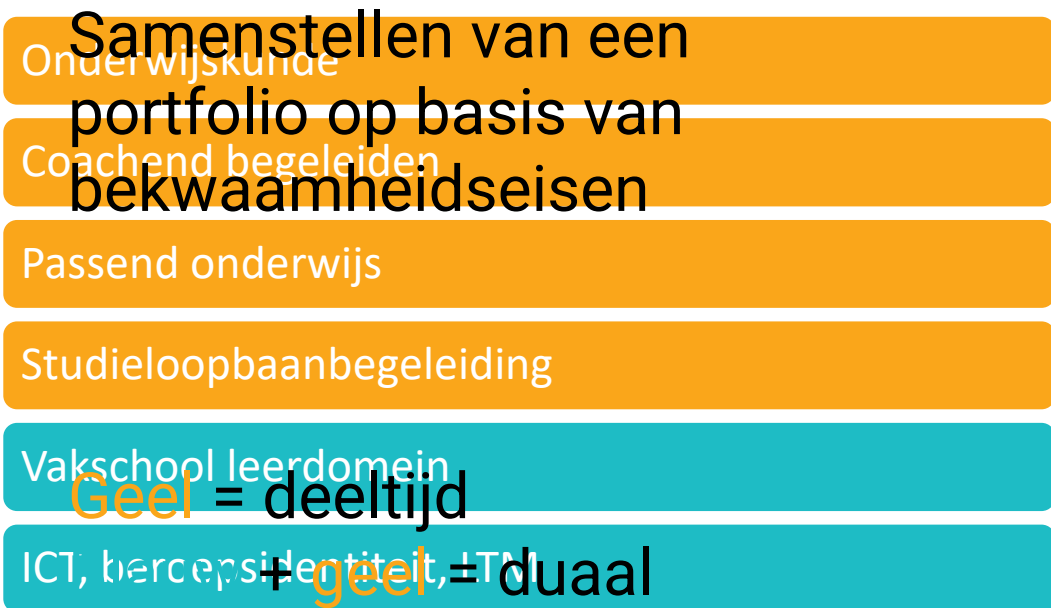 Samenstellen van een
Onderwijskunde
portfolio op basis van
Coachend begeleiden
bekwaamheidseisen
Passend onderwijs
Studieloopbaanbegeleiding
Vakschool leerdomein
Geel = deeltijd
ICT, beroepsidentiteit, LTM
+ geel = duaal